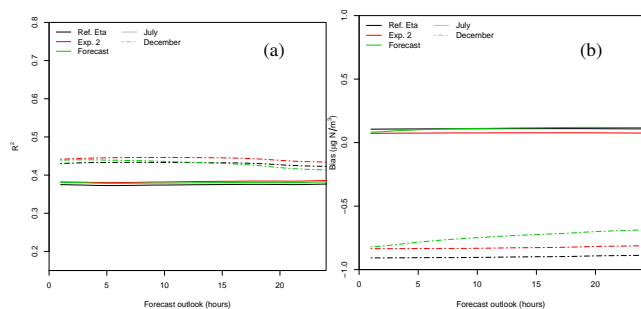 Ref. Eta
Exp. 2
Forecast
July
December
(a)
0.8
0.7
0.6
0.5
0.4
0.3
0.2
R²
0
5
10
15
20
Forecast outlook (hours)
Ref. Eta
Exp. 2
Forecast
July
December
(b)
1.0
0.5
0.0
−0.5
−1.0
Bias (µg N/m³)
0
5
10
15
20
Forecast outlook (hours)